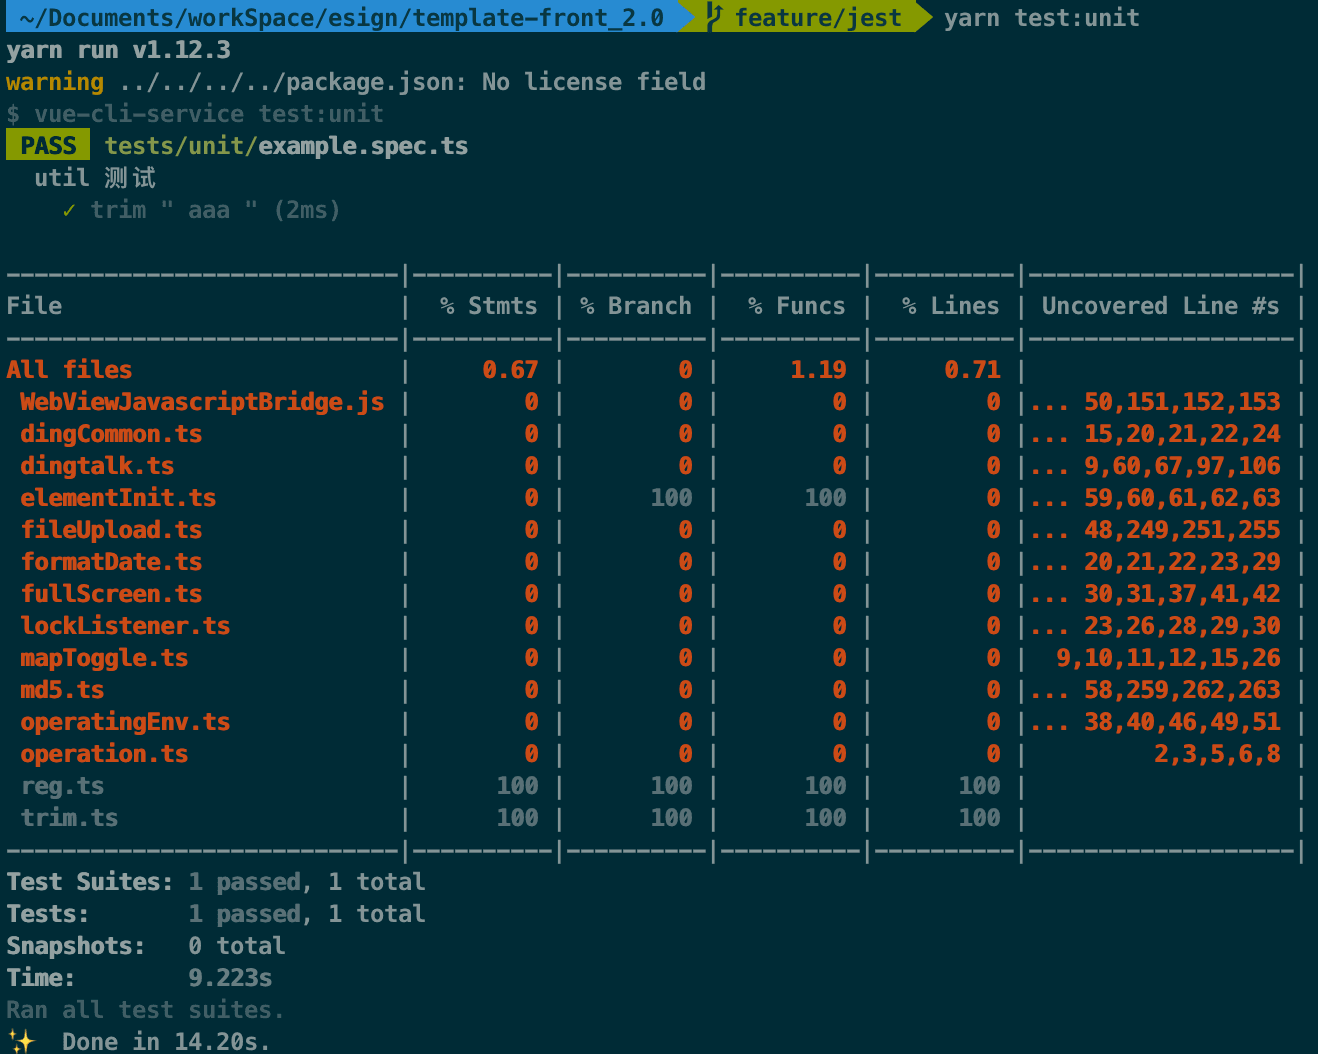 ~/Documents/workSpace/esign/template-front_2.0 feature/jest yarn test:unit
yarn run v1.12.3
warning ../../../../package.json: No license field
$ vue-cli-service test:unit
PASS tests/unit/example.spec.ts
util 测试
✓ trim " aaa " (2ms)
----------------------------|----------|----------|----------|----------|-------------------|
File | % Stmts | % Branch | % Funcs | % Lines | Uncovered Line #s |
----------------------------|----------|----------|----------|----------|-------------------|
All files | 0.67 | 0 | 1.19 | 0.71 | |
WebViewJavascriptBridge.js | 0 | 0 | 0 | 0 |... 50,151,152,153 |
dingCommon.ts | 0 | 0 | 0 | 0 |... 15,20,21,22,24 |
dingtalk.ts | 0 | 0 | 0 | 0 |... 9,60,67,97,106 |
elementInit.ts | 0 | 100 | 100 | 0 |... 59,60,61,62,63 |
fileUpload.ts | 0 | 0 | 0 | 0 |... 48,249,251,255 |
formatDate.ts | 0 | 0 | 0 | 0 |... 20,21,22,23,29 |
fullScreen.ts | 0 | 0 | 0 | 0 |... 30,31,37,41,42 |
lockListener.ts | 0 | 0 | 0 | 0 |... 23,26,28,29,30 |
mapToggle.ts | 0 | 0 | 0 | 0 | 9,10,11,12,15,26 |
md5.ts | 0 | 0 | 0 | 0 |... 58,259,262,263 |
operatingEnv.ts | 0 | 0 | 0 | 0 |... 38,40,46,49,51 |
operation.ts | 0 | 0 | 0 | 0 | 2,3,5,6,8 |
reg.ts | 100 | 100 | 100 | 100 | |
trim.ts | 100 | 100 | 100 | 100 | |
----------------------------|----------|----------|----------|----------|-------------------|
Test Suites: 1 passed, 1 total
Tests: 1 passed, 1 total
Snapshots: 0 total
Time: 9.223s
Ran all test suites.
✨ Done in 14.20s.